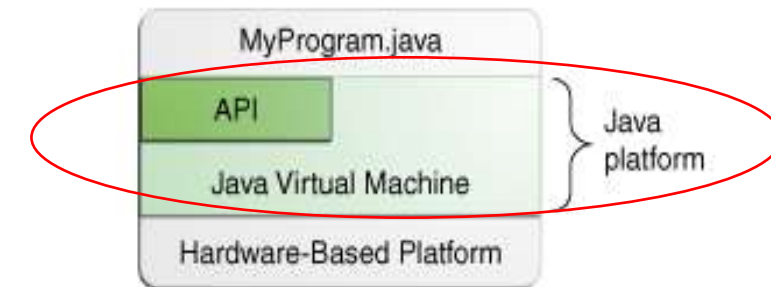 MyProgram.java
API
Java Virtual Machine
Java
platform
Hardware-Based Platform